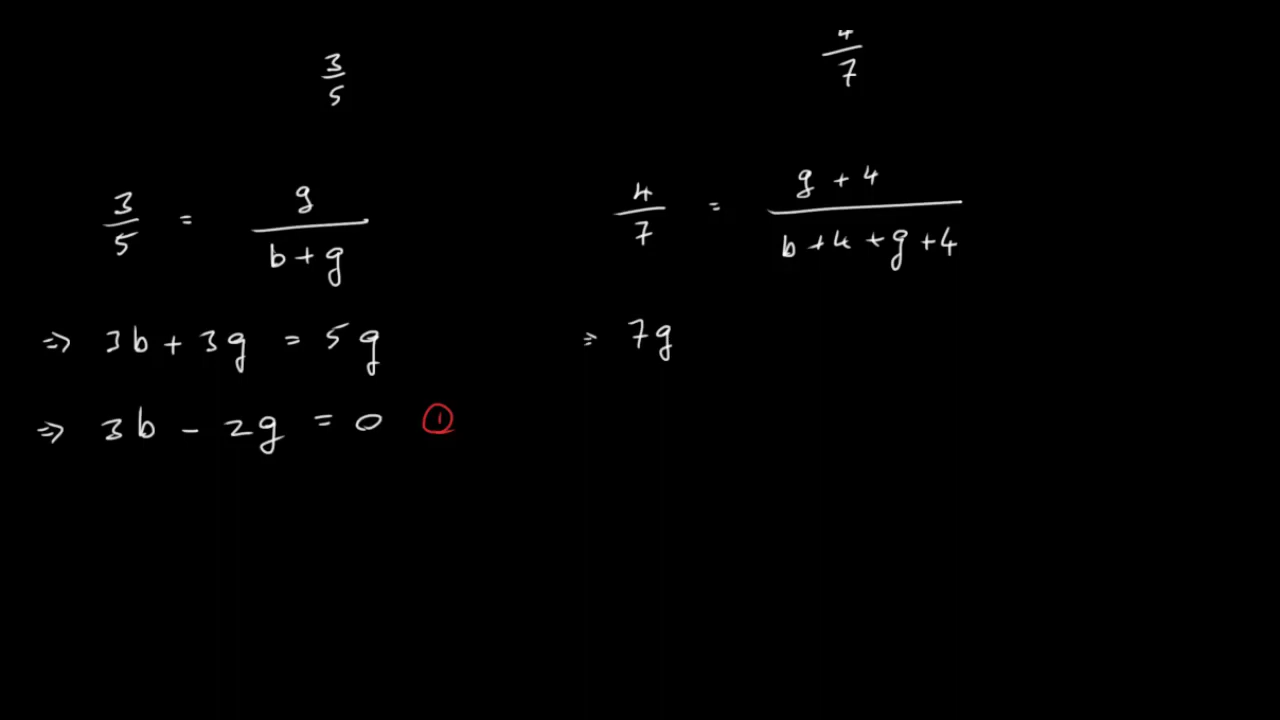 3/5
4/7
3/5 = g/(b+g)
4/7 = (g+4)/(b+4+g+4)
=> 3b + 3g = 5g
= 7g
=> 3b - 2g = 0 ①